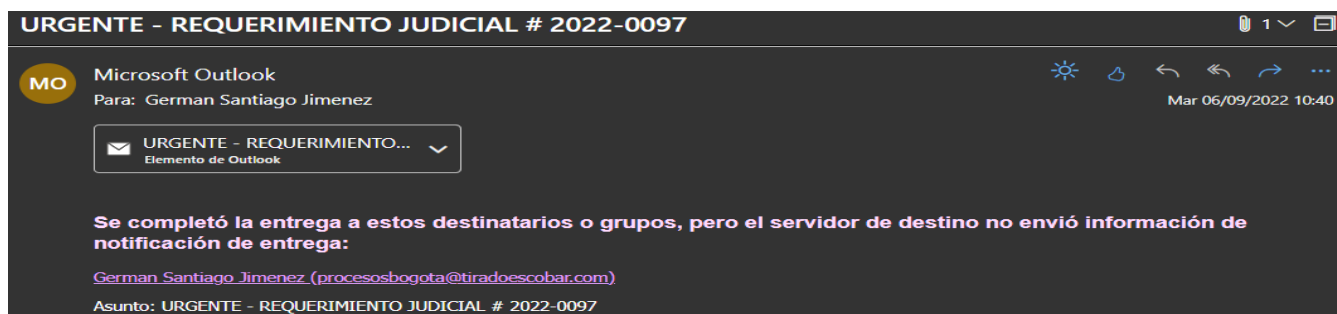 URGENTE - REQUERIMIENTO JUDICIAL # 2022-0097
1
MO
Microsoft Outlook
Para: German Santiago Jimenez
Mar 06/09/2022 10:40
URGENTE - REQUERIMIENTO...
Elemento de Outlook
Se completó la entrega a estos destinatarios o grupos, pero el servidor de destino no envió información de
notificación de entrega:
German Santiago Jimenez (procesosbogota@tiradoescobar.com)
Asunto: URGENTE - REQUERIMIENTO JUDICIAL # 2022-0097